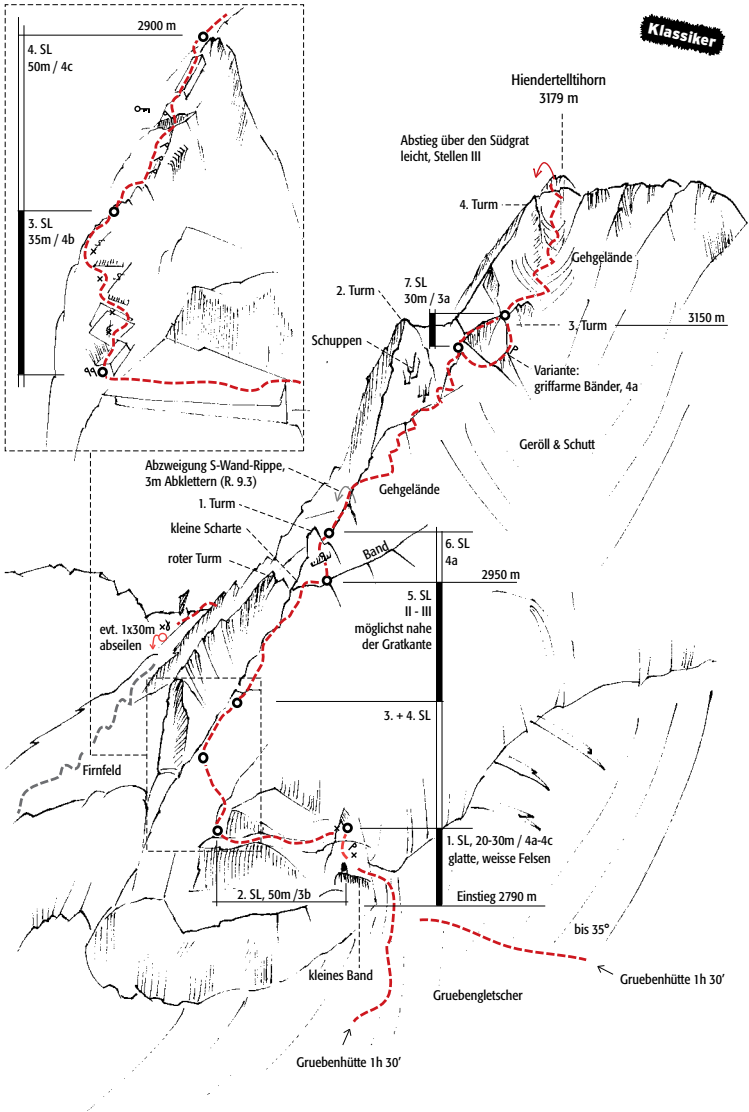 Klassiker
2900 m
4. SL
50m / 4c
3. SL
35m / 4b
Hiendertelltihorn
3179 m
Abstieg über den Südgrat
leicht, Stellen III
4. Turm
Gehgelände
7. SL
30m / 3a
2. Turm
3. Turm
3150 m
Schuppen
Variante:
griffarme Bänder, 4a
Geröll & Schutt
Abzweigung S-Wand-Rippe,
3m Abklettern (R. 9.3)
Gehgelände
1. Turm
kleine Scharte
Band
6. SL
4a
roter Turm
2950 m
5. SL
II - III
möglichst nahe
der Gratkante
evt. 1x30m
abseilen
3. + 4. SL
Firnfeld
1. SL, 20-30m / 4a-4c
glatte, weisse Felsen
2. SL, 50m /3b
Einstieg 2790 m
bis 35°
kleines Band
Gruebenhütte 1h 30'
Gruebengletscher
Gruebenhütte 1h 30'